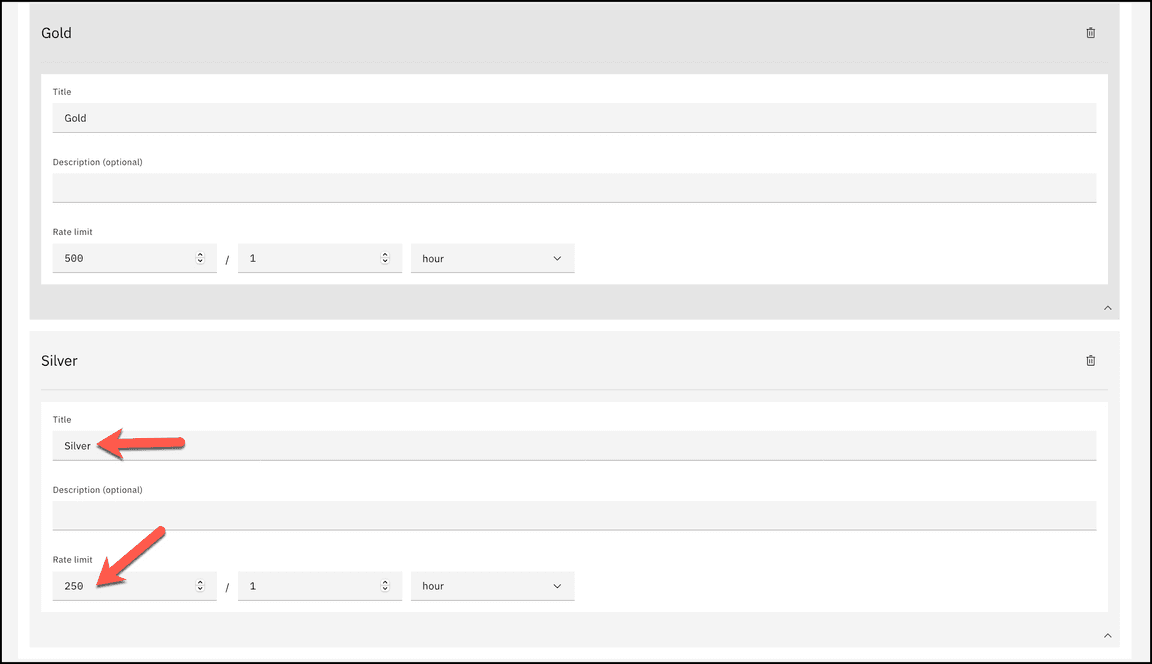 Gold
Title
Gold
Description (optional)
Rate limit
500 / 1 hour
Silver
Title
Silver
Description (optional)
Rate limit
250 / 1 hour